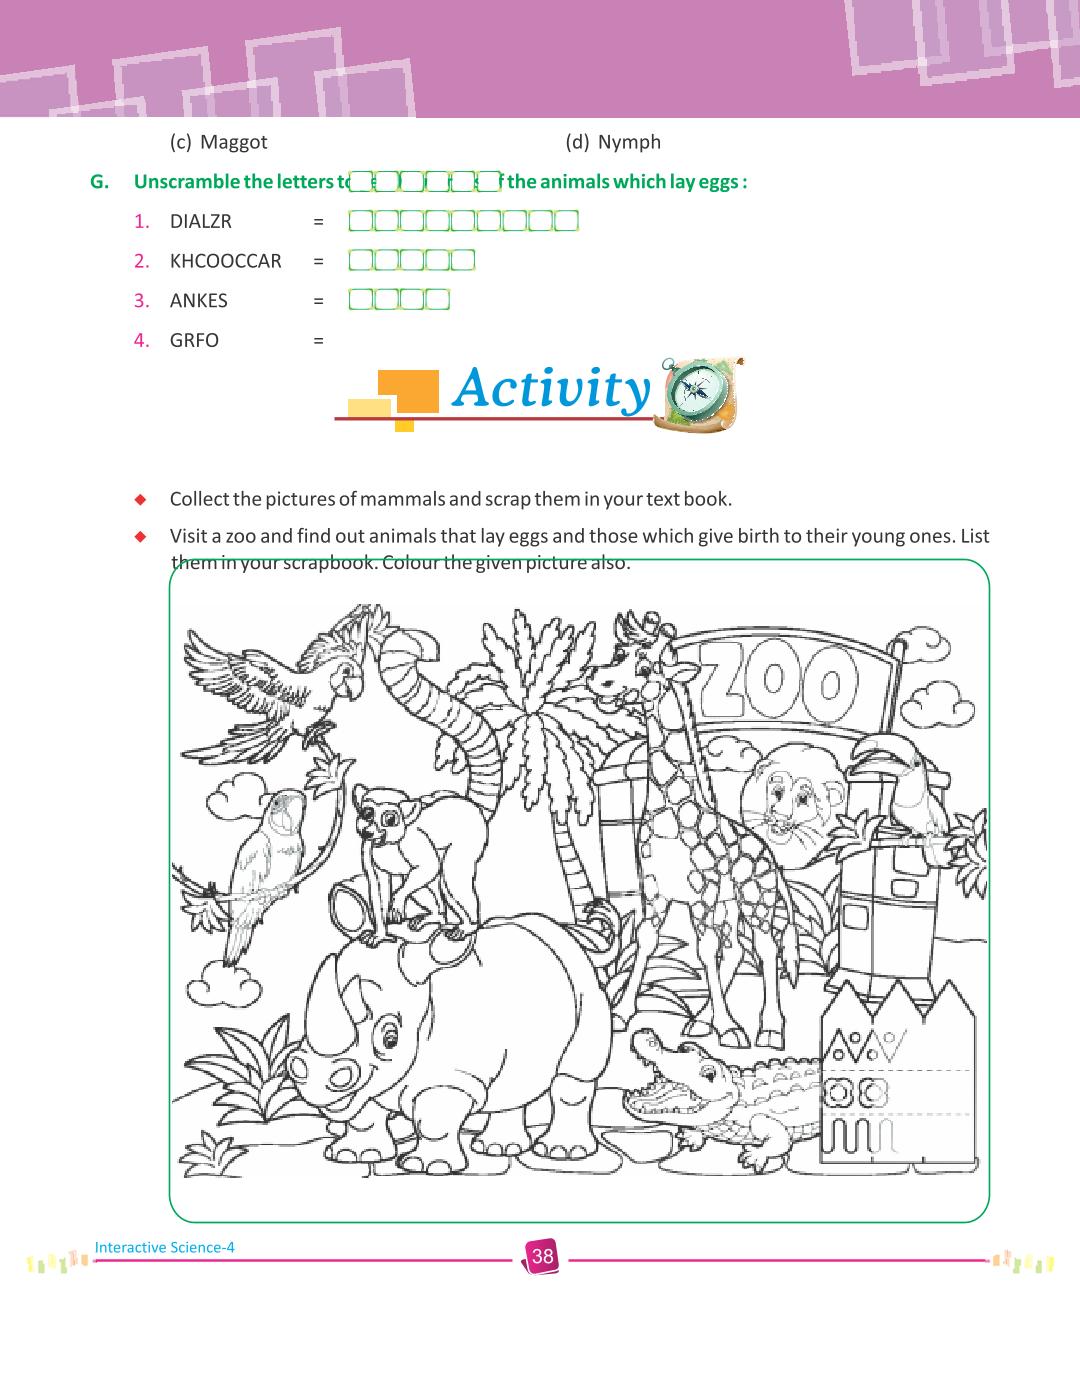 (c) Maggot (d) Nymph
G. Unscramble the letters to the animals which lay eggs :
1. DIALZR =
2. KHCOOCCAR =
3. ANKES =
4. GRFO =
Activity
Collect the pictures of mammals and scrap them in your text book.
Visit a zoo and find out animals that lay eggs and those which give birth to their young ones. List
them in your scrapbook. Colour the given picture also.
ZOO
Interactive Science-4
38